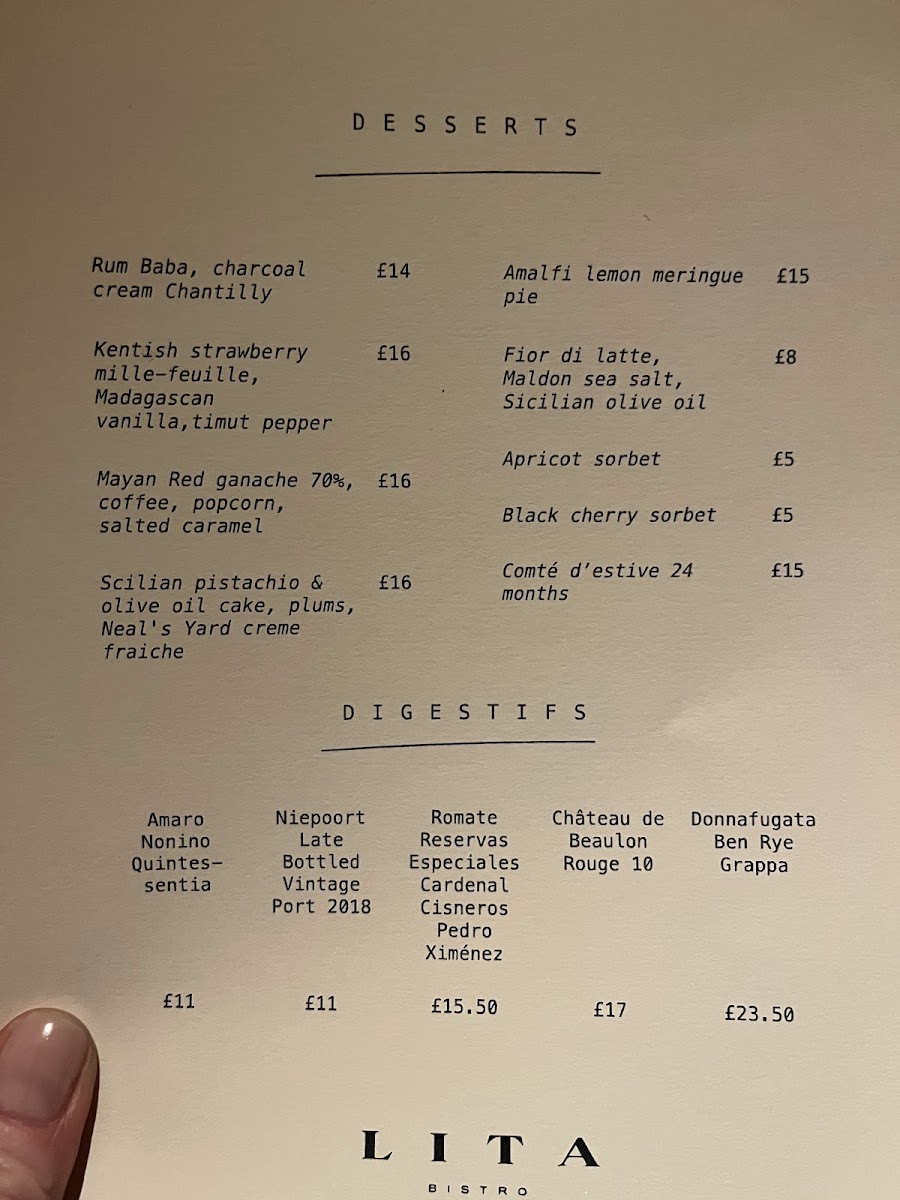 DESSERTS
Rum Baba, charcoal £14
cream Chantilly
Kentish strawberry £16
mille-feuille,
Madagascan
vanilla,timut pepper
Mayan Red ganache 70%, £16
coffee, popcorn,
salted caramel
Scilian pistachio & £16
olive oil cake, plums,
Neal's Yard creme
fraiche
Amalfi lemon meringue £15
pie
Fior di latte, £8
Maldon sea salt,
Sicilian olive oil
Apricot sorbet £5
Black cherry sorbet £5
Comté d’estive 24 £15
months
DIGESTIFS
Amaro
Nonino
Quintes-
sentia
£11
Niepoort
Late
Bottled
Vintage
Port 2018
£11
Romate
Reservas
Especiales
Cardenal
Cisneros
Pedro
Ximénez
£15.50
Château de
Beaulon
Rouge 10
£17
Donnafugata
Ben Rye
Grappa
£23.50
LITA
BISTRO